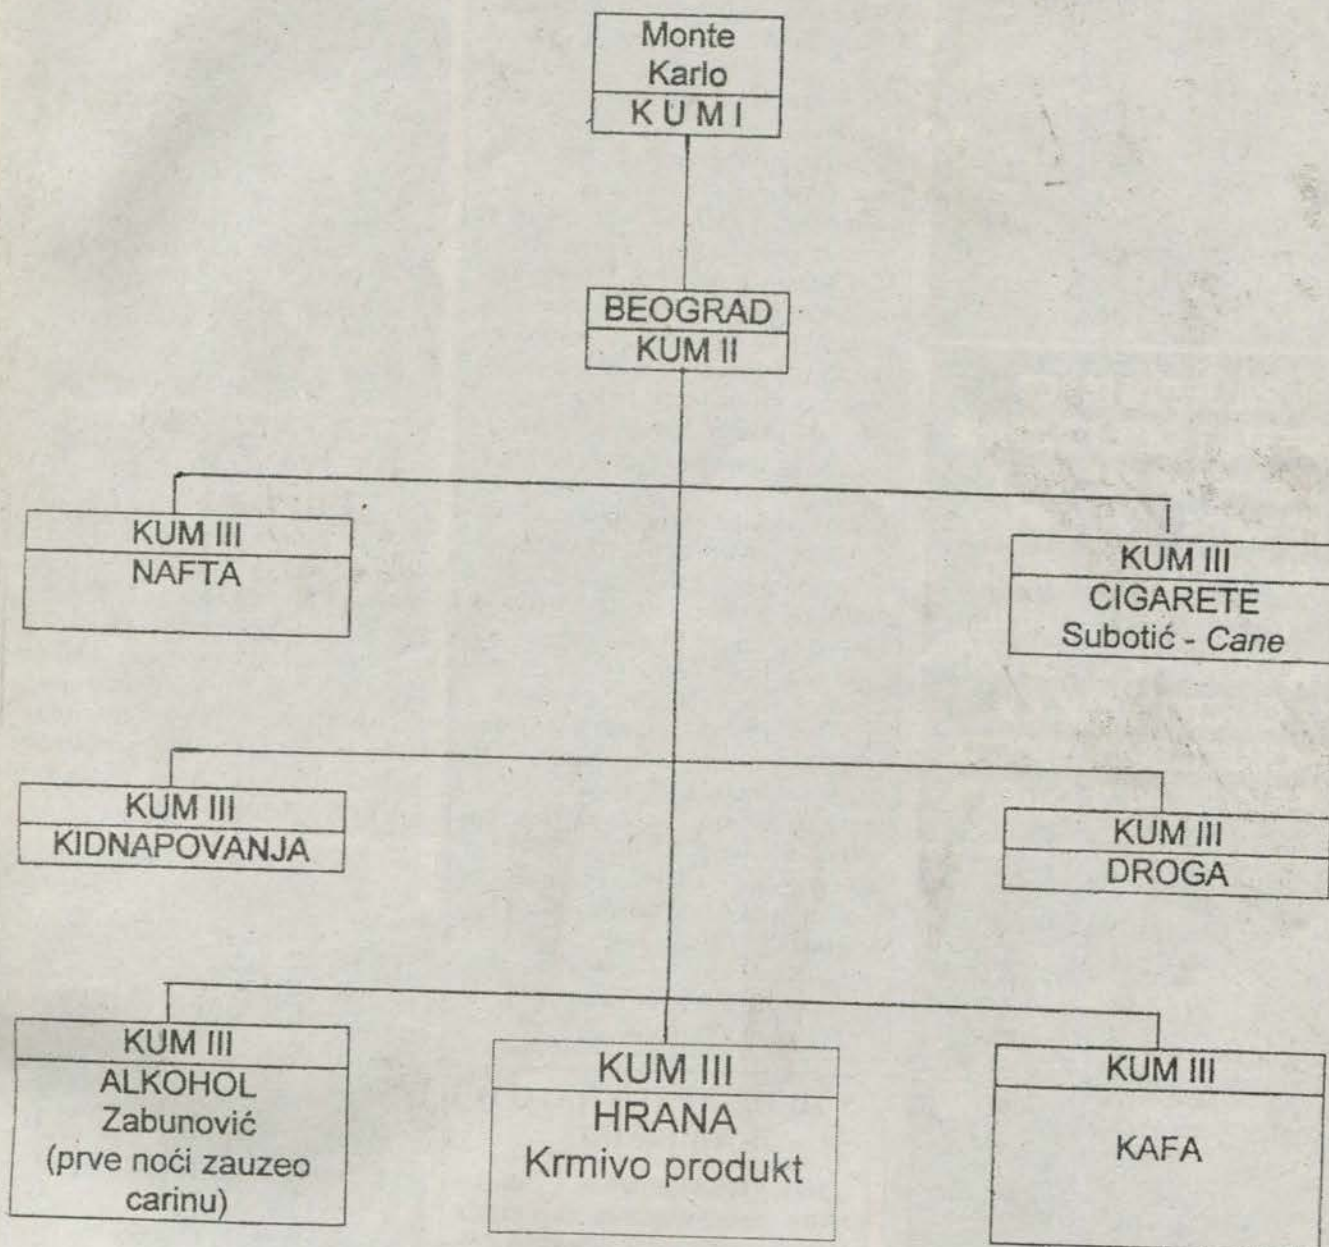 Monte
Karlo
K U M I
BEOGRAD
KUM II
KUM III
NAFTA
KUM III
CIGARETE
Subotić - Cane
KUM III
KIDNAPOVANJA
KUM III
DROGA
KUM III
ALKOHOL
Zabunović
(prve noći zauzeo
carinu)
KUM III
HRANA
Krmivo produkt
KUM III
KAFA